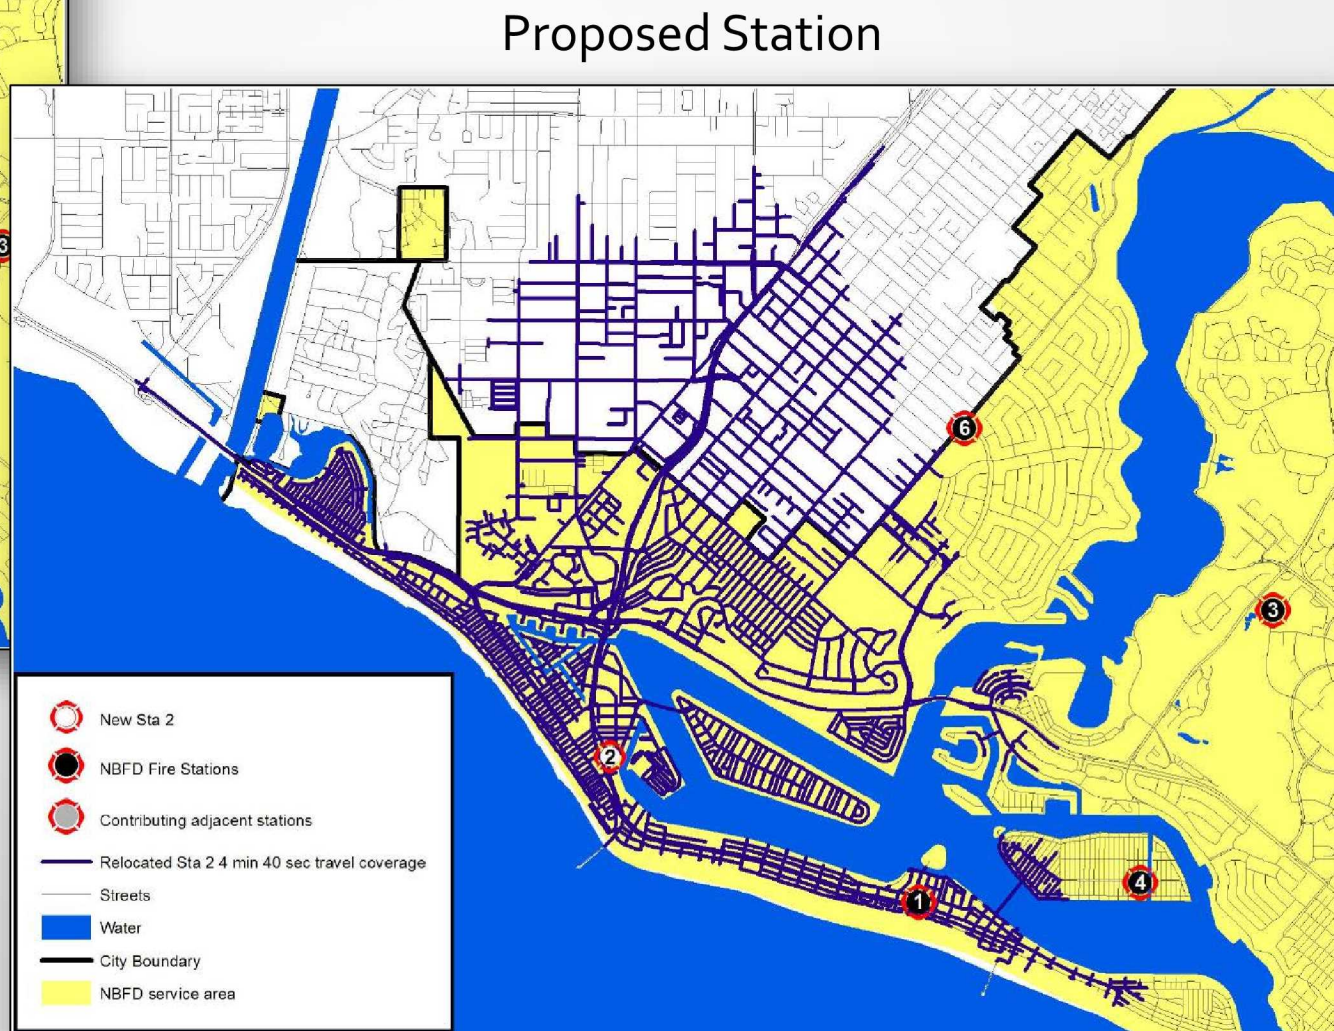 Proposed Station
3
6
3
2
4
1
New Sta 2
NBFD Fire Stations
Contributing adjacent stations
Relocated Sta 2 4 min 40 sec travel coverage
Streets
Water
City Boundary
NBFD service area